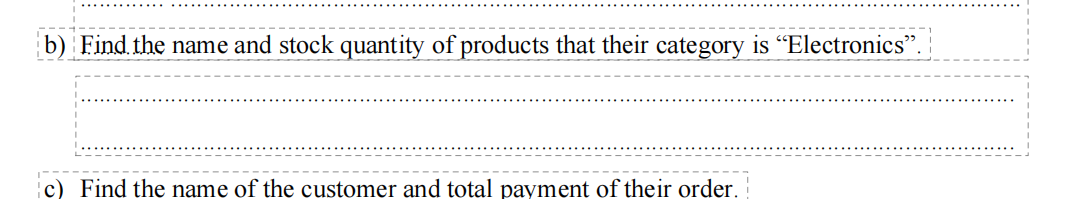 b) Find the name and stock quantity of products that their category is “Electronics”.
c) Find the name of the customer and total payment of their order.